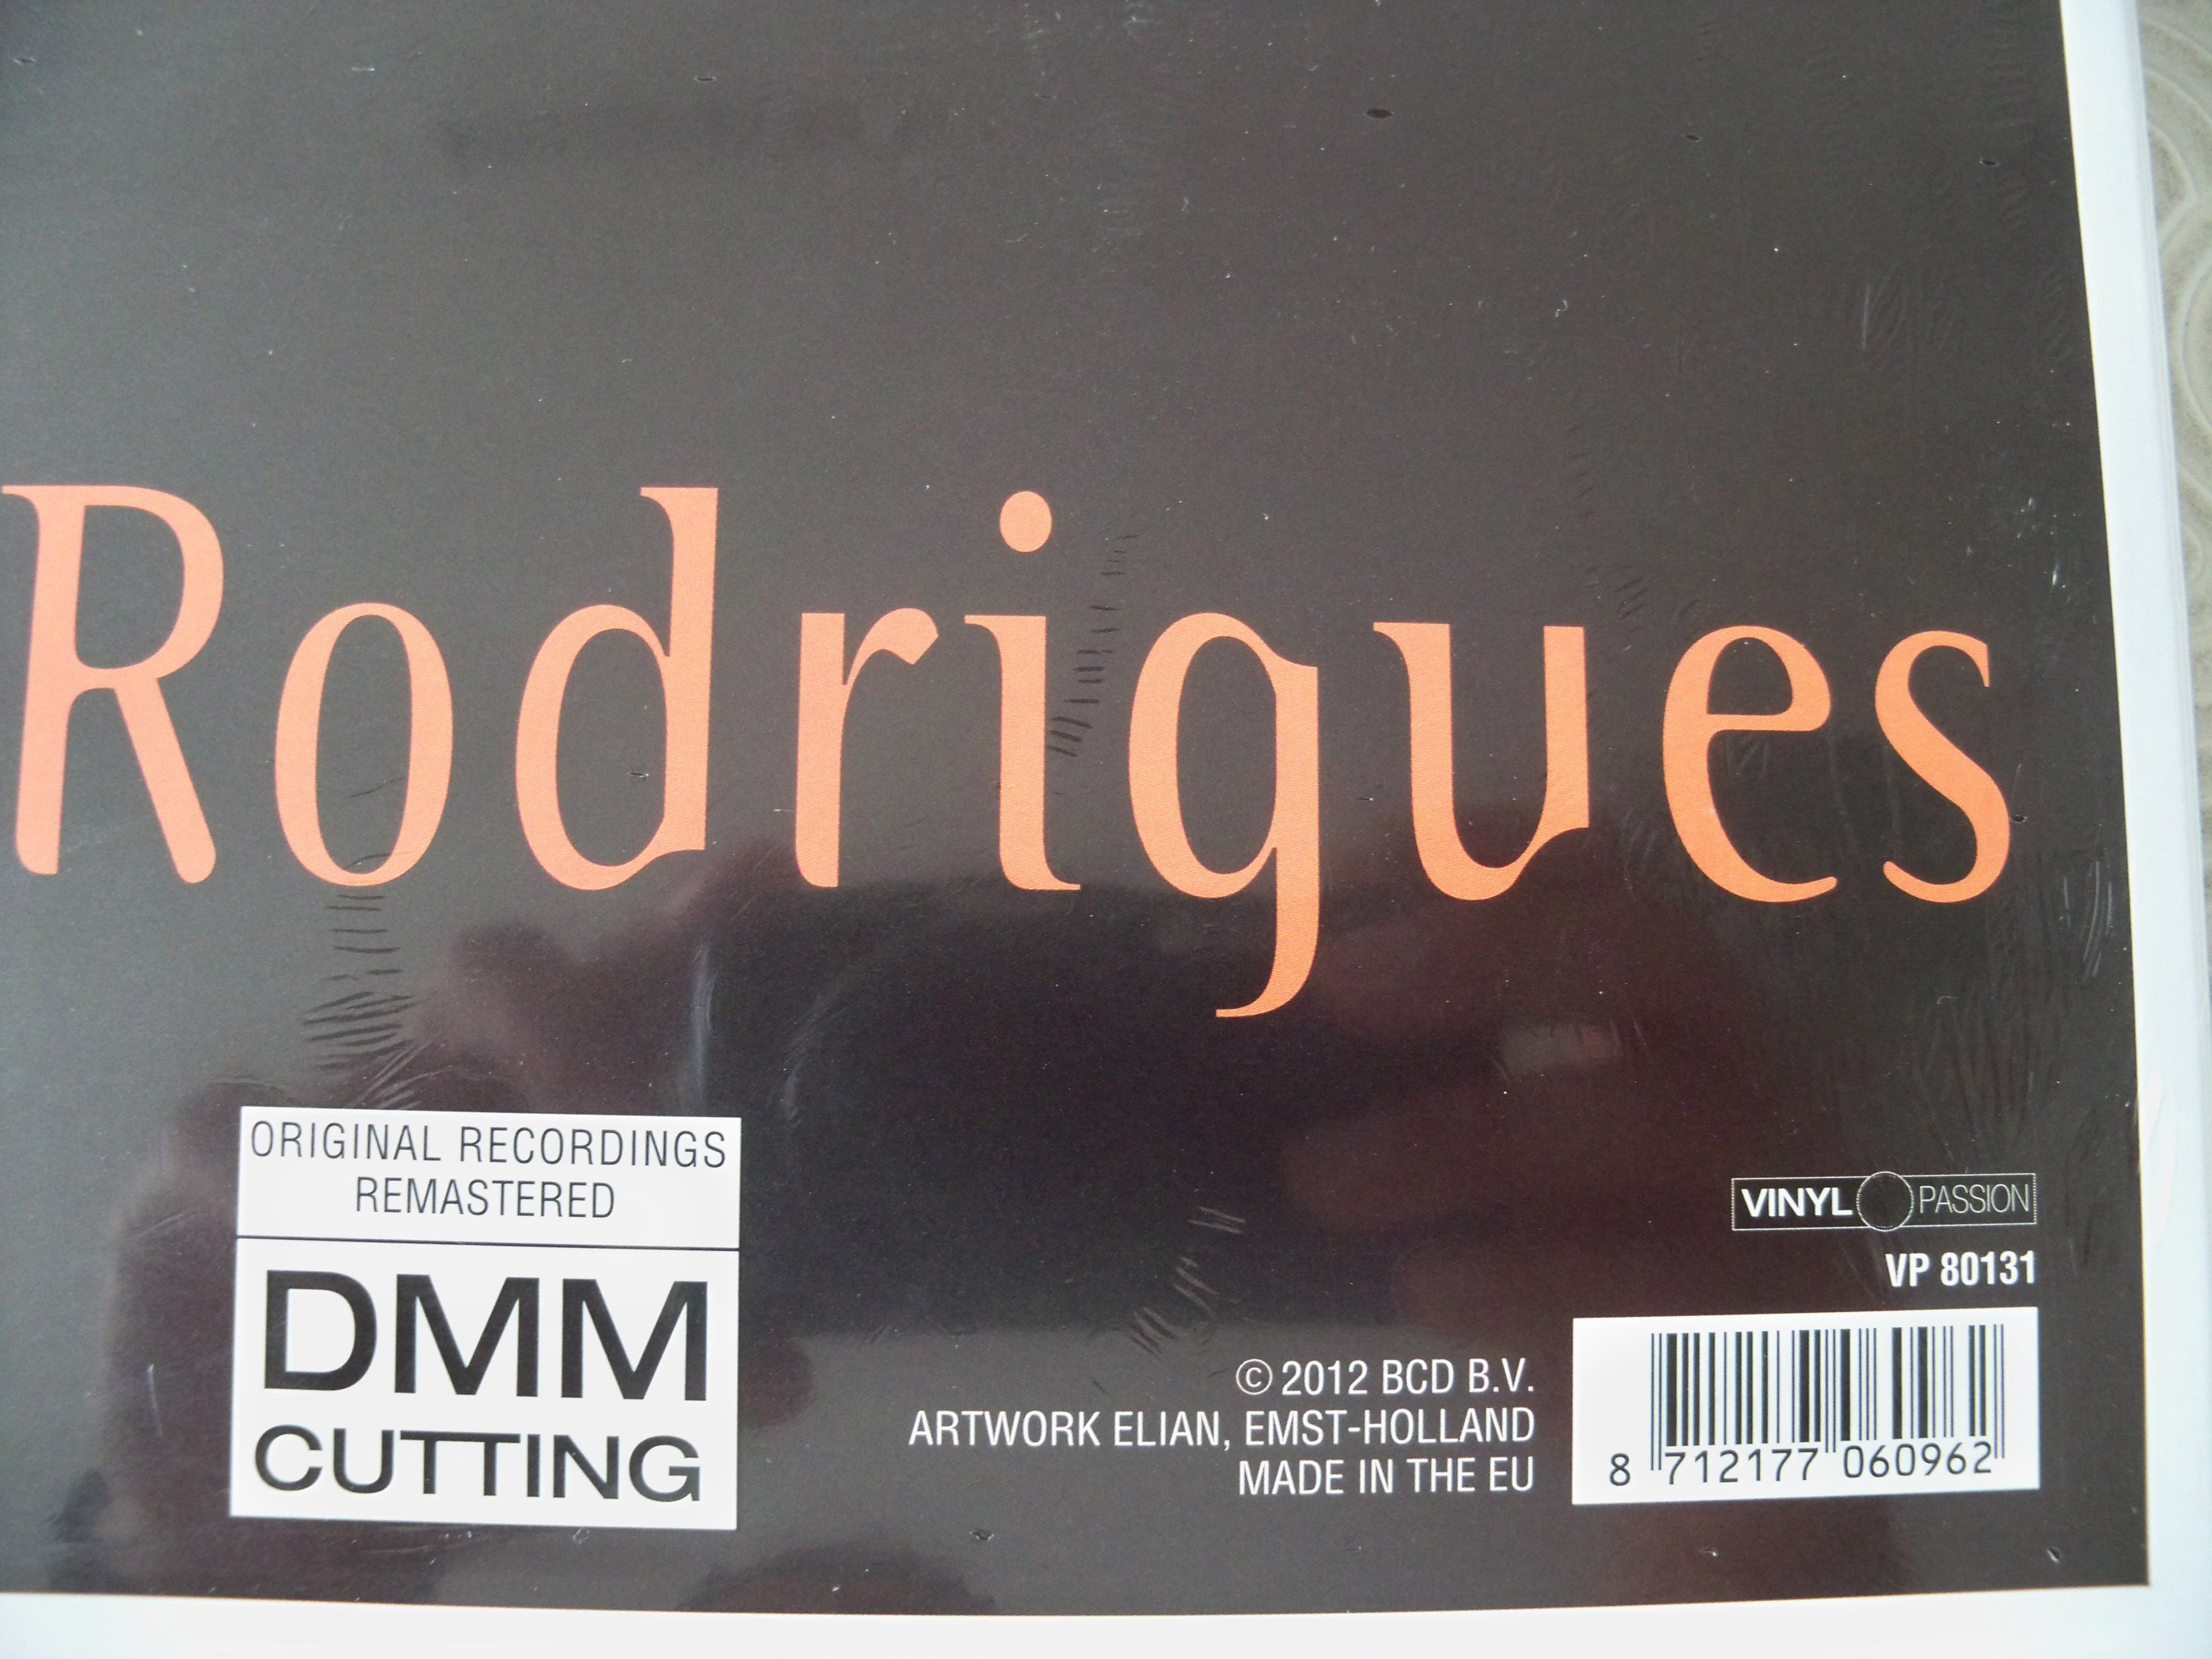 Rodrigues
ORIGINAL RECORDINGS
REMASTERED
DMM
CUTTING
VINYL PASSION
VP 80131
© 2012 BCD B.V.
ARTWORK ELIAN, EMST-HOLLAND
MADE IN THE EU
8 712177 060962